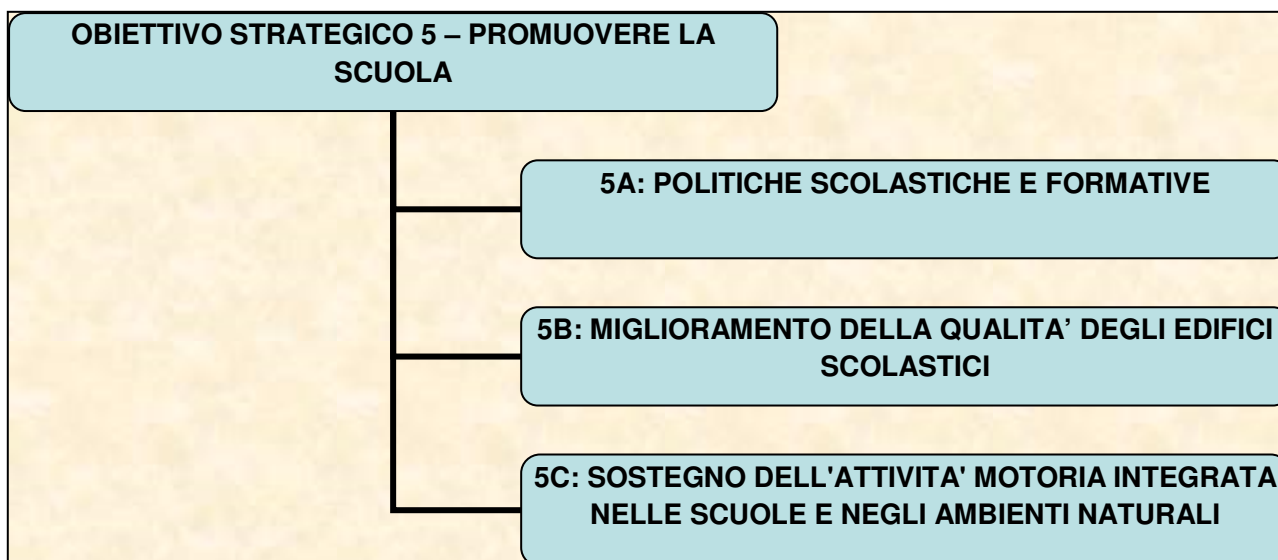 OBIETTIVO STRATEGICO 5 – PROMUOVERE LA
SCUOLA
5A: POLITICHE SCOLASTICHE E FORMATIVE
5B: MIGLIORAMENTO DELLA QUALITA’ DEGLI EDIFICI
SCOLASTICI
5C: SOSTEGNO DELL'ATTIVITA' MOTORIA INTEGRATA
NELLE SCUOLE E NEGLI AMBIENTI NATURALI